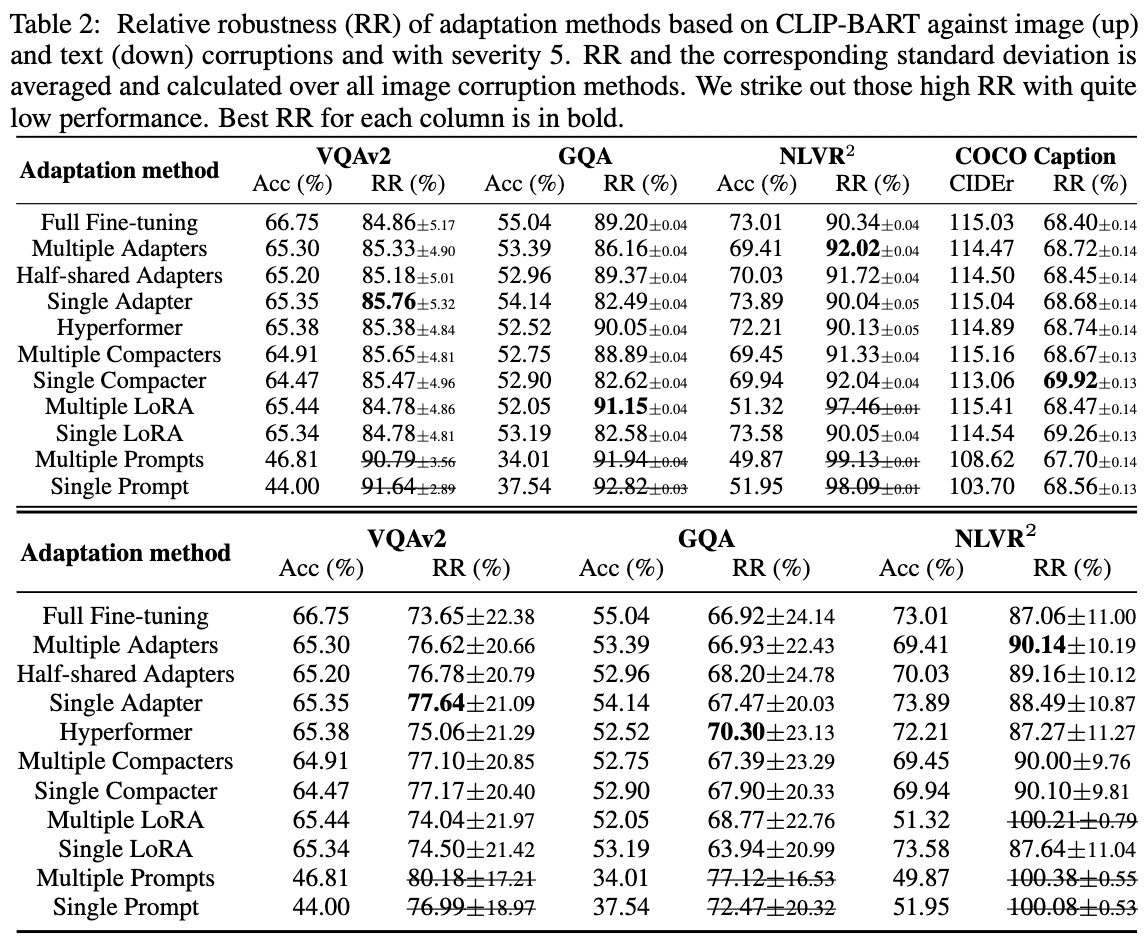 Table 2: Relative robustness (RR) of adaptation methods based on CLIP-BART against image (up)
and text (down) corruptions and with severity 5. RR and the corresponding standard deviation is
averaged and calculated over all image corruption methods. We strike out those high RR with quite
low performance. Best RR for each column is in bold.
Adaptation method VQAv2 GQA NLVR² COCO Caption
Acc (%) RR (%) Acc (%) RR (%) Acc (%) RR (%) CIDEr RR (%)
Full Fine-tuning 66.75 84.86±5.17 55.04 89.20±0.04 73.01 90.34±0.04 115.03 68.40±0.14
Multiple Adapters 65.30 85.33±4.90 53.39 86.16±0.04 69.41 92.02±0.04 114.47 68.72±0.14
Half-shared Adapters 65.20 85.18±5.01 52.96 89.37±0.04 70.03 91.72±0.04 114.50 68.45±0.14
Single Adapter 65.35 85.76±5.32 54.14 82.49±0.04 73.89 90.04±0.05 115.04 68.68±0.14
Hyperformer 65.38 85.38±4.84 52.52 90.05±0.04 72.21 90.13±0.05 114.89 68.74±0.14
Multiple Compacters 64.91 85.65±4.81 52.75 88.89±0.04 69.45 91.33±0.04 115.16 68.67±0.13
Single Compacter 64.47 85.47±4.96 52.90 82.62±0.04 69.94 92.04±0.04 113.06 69.92±0.13
Multiple LoRA 65.44 84.78±4.86 52.05 91.15±0.04 51.32 97.46±0.01 115.41 68.47±0.14
Single LoRA 65.34 84.78±4.81 53.19 82.58±0.04 73.58 90.05±0.04 114.54 69.26±0.13
Multiple Prompts 46.81 90.79±3.56 34.01 91.94±0.04 49.87 99.13±0.01 108.62 67.70±0.14
Single Prompt 44.00 91.64±2.89 37.54 92.82±0.03 51.95 98.09±0.01 103.70 68.56±0.13
Adaptation method VQAv2 GQA NLVR²
Acc (%) RR (%) Acc (%) RR (%) Acc (%) RR (%)
Full Fine-tuning 66.75 73.65±22.38 55.04 66.92±24.14 73.01 87.06±11.00
Multiple Adapters 65.30 76.62±20.66 53.39 66.93±22.43 69.41 90.14±10.19
Half-shared Adapters 65.20 76.78±20.79 52.96 68.20±24.78 70.03 89.16±10.12
Single Adapter 65.35 77.64±21.09 54.14 67.47±20.03 73.89 88.49±10.87
Hyperformer 65.38 75.06±21.29 52.52 70.30±23.13 72.21 87.27±11.27
Multiple Compacters 64.91 77.10±20.85 52.75 67.39±23.29 69.45 90.00±9.76
Single Compacter 64.47 77.17±20.40 52.90 67.90±20.33 69.94 90.10±9.81
Multiple LoRA 65.44 74.04±21.97 52.05 68.77±22.76 51.32 100.21±0.79
Single LoRA 65.34 74.50±21.42 53.19 63.94±20.99 73.58 87.64±11.04
Multiple Prompts 46.81 80.18±17.21 34.01 77.12±16.53 49.87 100.38±0.55
Single Prompt 44.00 76.99±18.97 37.54 72.47±20.32 51.95 100.08±0.53